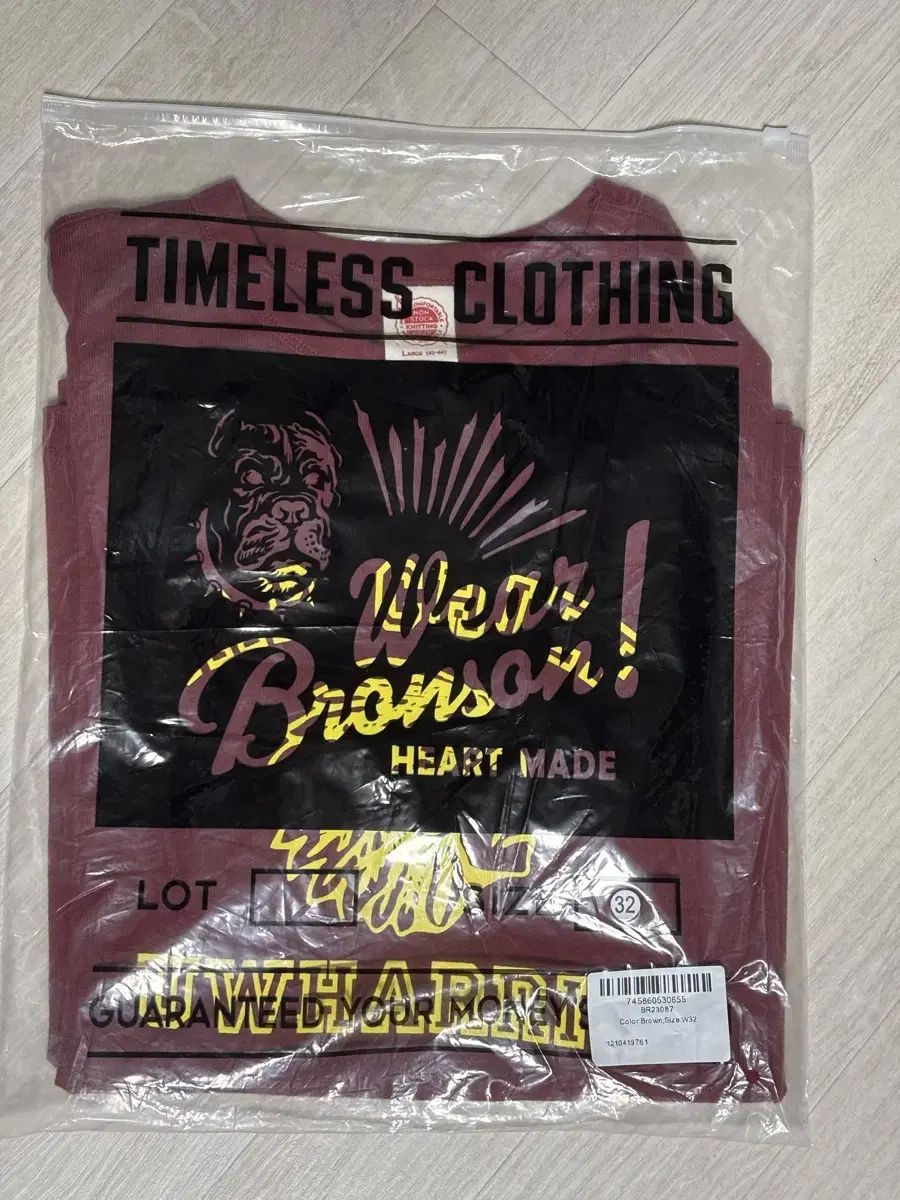 TIMELESS CLOTHING
COMFORTABLE
NON
STOCK
KNITTING
LARGE (42-44)
Wear
Bronson!
HEART MADE
LOT
SIZE
32
GUARANTEED YOUR MONEY'S
745860530655
BR23087
Color:Brown,Size:W32
1210419761